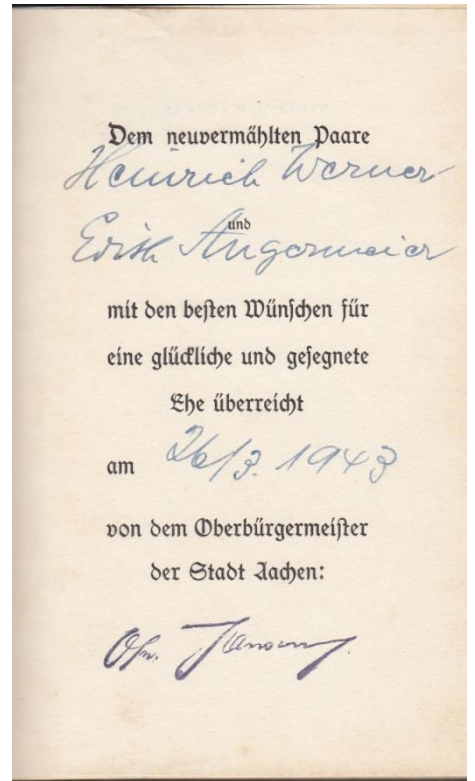 Dem neuvermählten Paare
Heinrich Werner
und
Edith Angermeier
mit den besten Wünschen für
eine glückliche und gesegnete
Ehe überreicht
am 26/3. 1943
von dem Oberbürgermeister
der Stadt Aachen:
Jansen